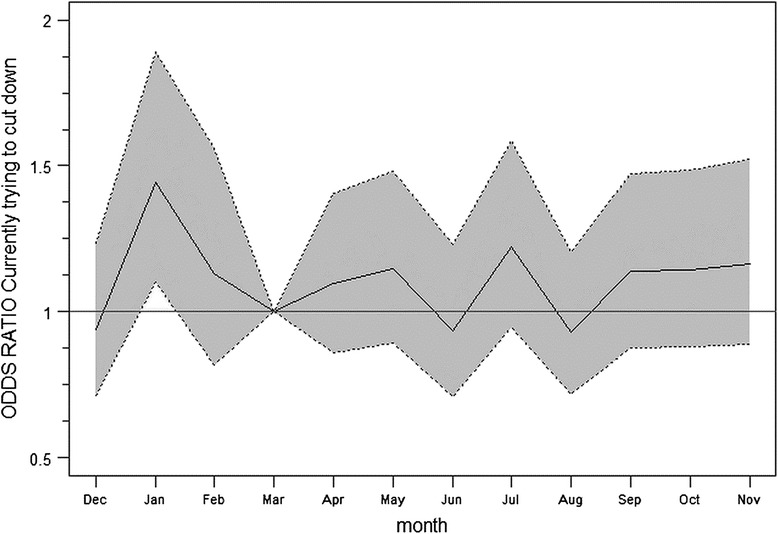 ODDS RATIO Currently trying to cut down
2
1.5
1
0.5
Dec Jan Feb Mar Apr May Jun Jul Aug Sep Oct Nov
month